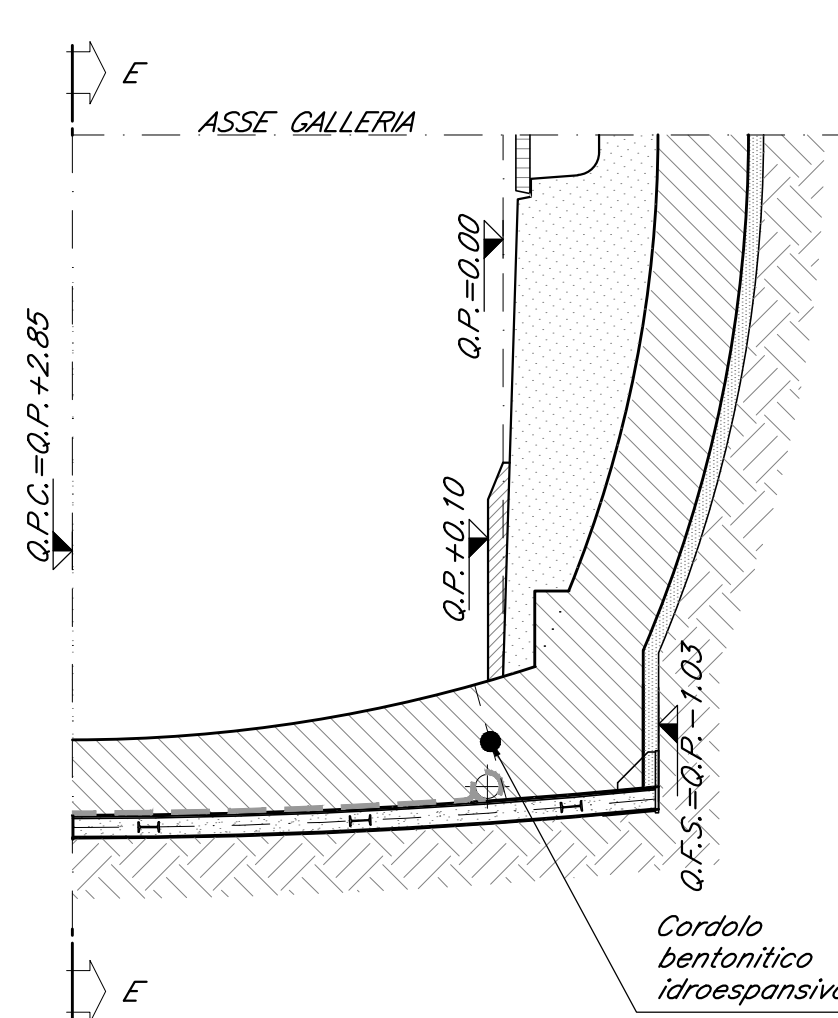 E
ASSE GALLERIA
Q.P.=0.00
Q.P.C.=Q.P.+2.85
Q.P.+0.10
Q.F.S.=Q.P.-1.03
Cordolo
bentonitico
idroespansivo
E